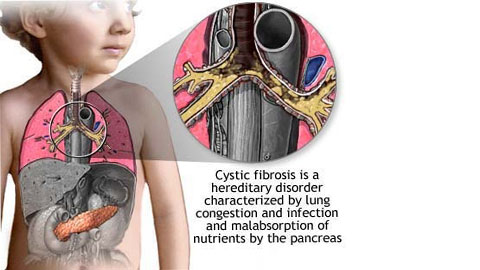 Cystic fibrosis is a
hereditary disorder
characterized by lung
congestion and infection
and malabsorption of
nutrients by the pancreas